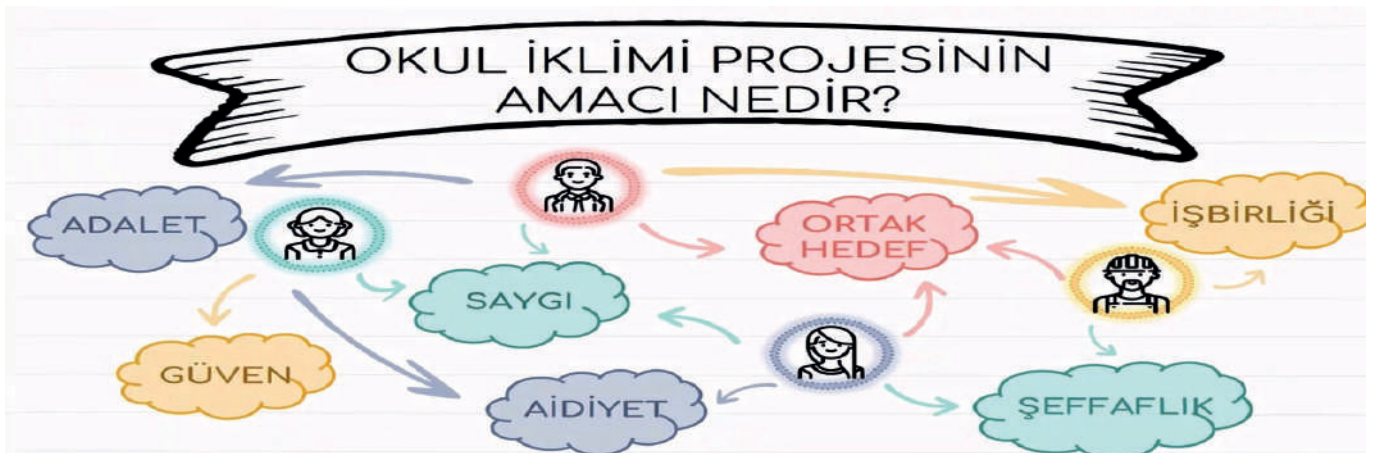 OKUL İKLİMİ PROJESİNİN
AMACI NEDİR?
ADALET
İŞBİRLİĞİ
ORTAK
HEDEF
SAYGI
GÜVEN
AİDİYET
ŞEFFAFLIK